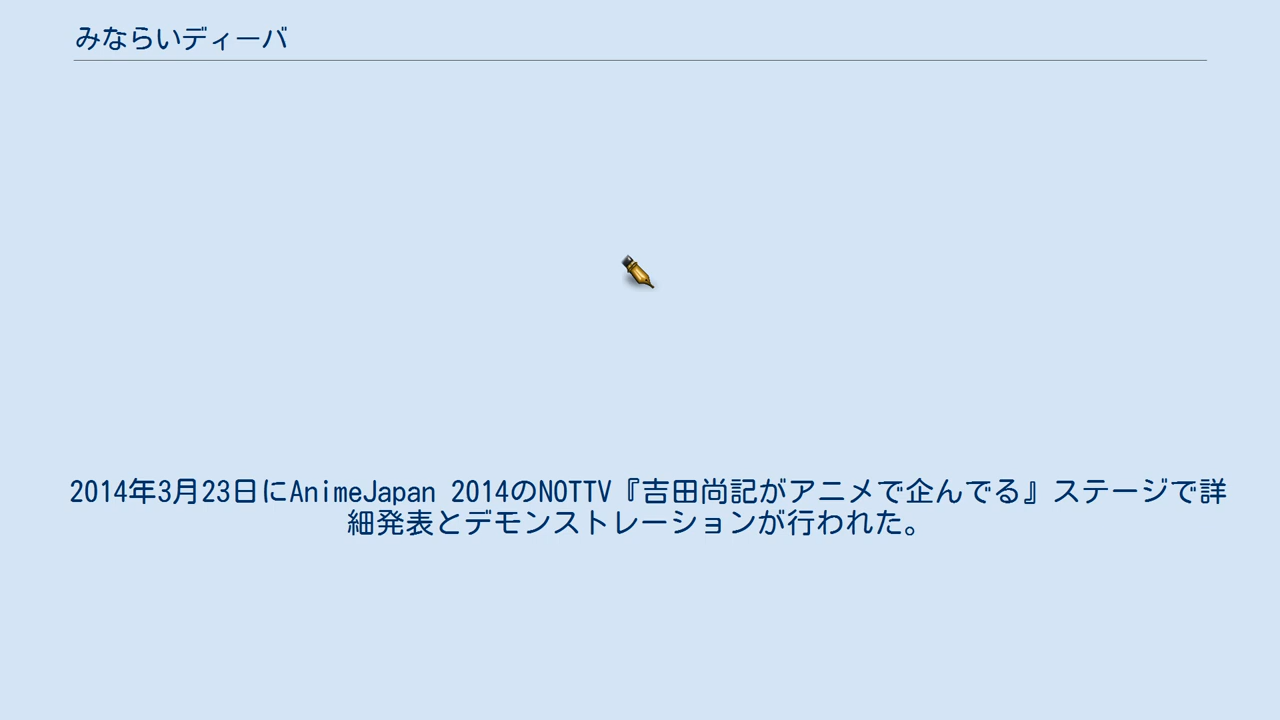 みならいディーバ
2014年3月23日にAnimeJapan 2014のNOTTV『吉田尚記がアニメで企んでる』ステージで詳
細発表とデモンストレーションが行われた。